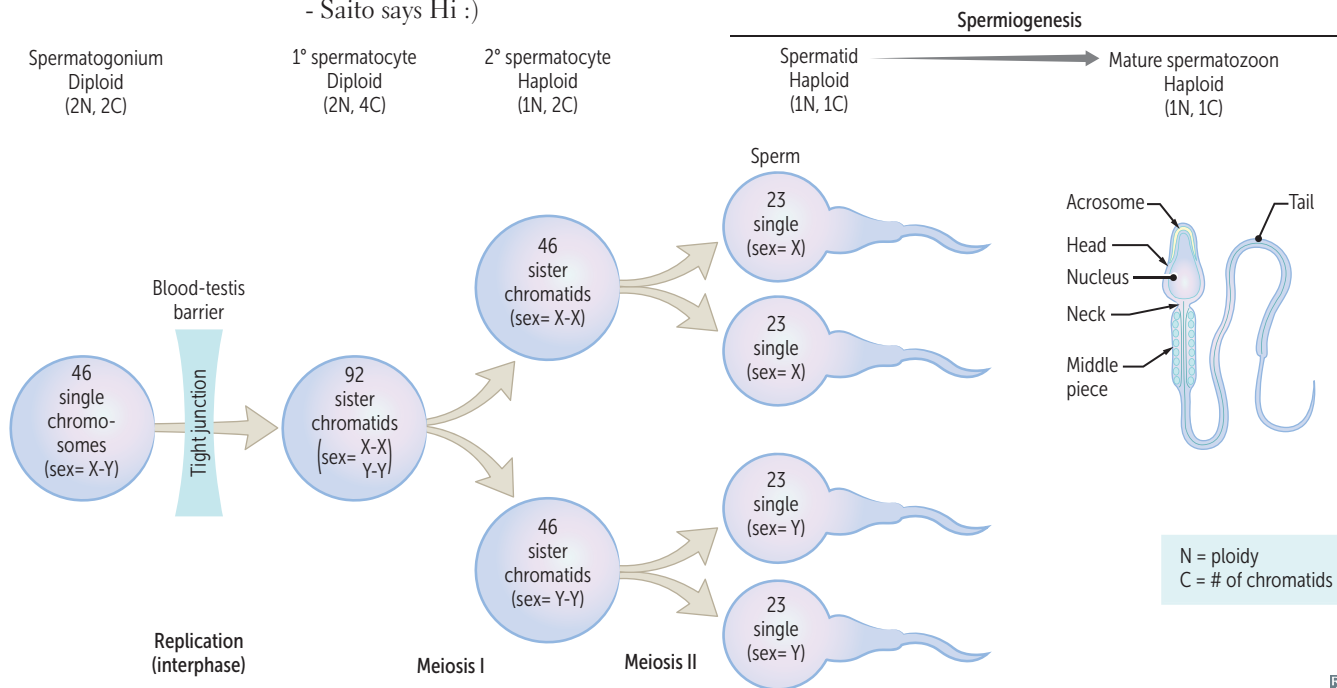 - Saito says Hi :)
Spermiogenesis
Spermatogonium
Diploid
(2N, 2C)
1° spermatocyte
Diploid
(2N, 4C)
2° spermatocyte
Haploid
(1N, 2C)
Spermatid
Haploid
(1N, 1C)
Mature spermatozoon
Haploid
(1N, 1C)
Blood-testis
barrier
Tight junction
46
single
chromo-
somes
(sex= X-Y)
92
sister
chromatids
(sex= X-X
Y-Y)
46
sister
chromatids
(sex= X-X)
46
sister
chromatids
(sex= Y-Y)
Sperm
23
single
(sex= X)
23
single
(sex= X)
23
single
(sex= Y)
23
single
(sex= Y)
Acrosome
Head
Nucleus
Neck
Middle
piece
Tail
N = ploidy
C = # of chromatids
Replication
(interphase)
Meiosis I
Meiosis II